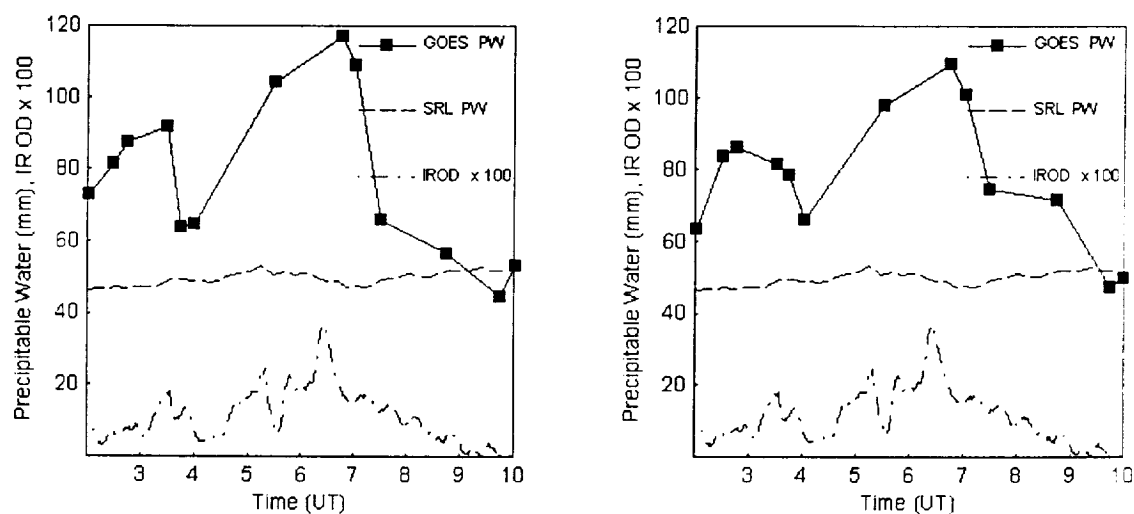 120
100
80
60
40
20
Precipitable Water (mm), IR OD x 100
GOES PW
SRL PW
IROD x 100
3 4 5 6 7 8 9 10
Time (UT)
120
100
80
60
40
20
Precipitable Water (mm), IR OD x 100
GOES PW
SRL PW
IROD x 100
3 4 5 6 7 8 9 10
Time (UT)